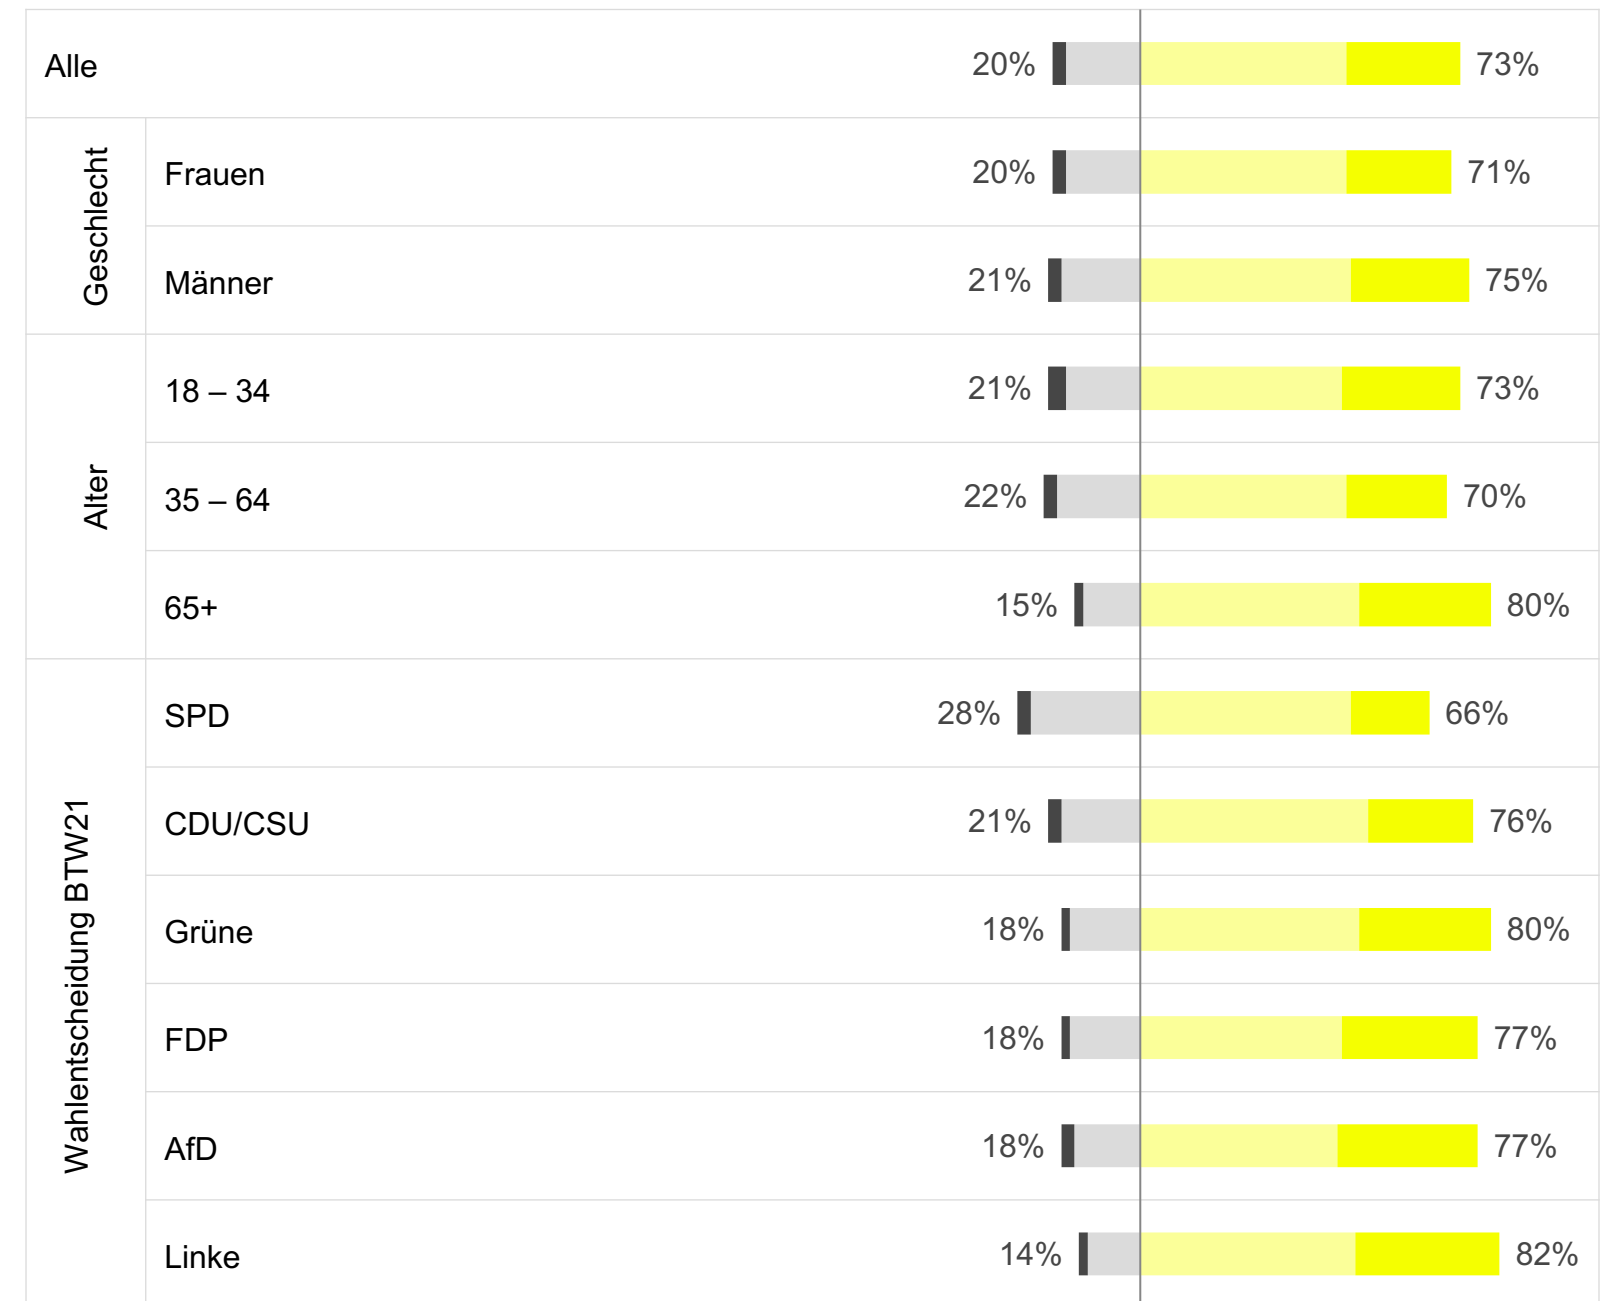 Alle 20% 73%
Geschlecht
Frauen 20% 71%
Männer 21% 75%
Alter
18 – 34 21% 73%
35 – 64 22% 70%
65+ 15% 80%
Wahlentscheidung BTW21
SPD 28% 66%
CDU/CSU 21% 76%
Grüne 18% 80%
FDP 18% 77%
AfD 18% 77%
Linke 14% 82%